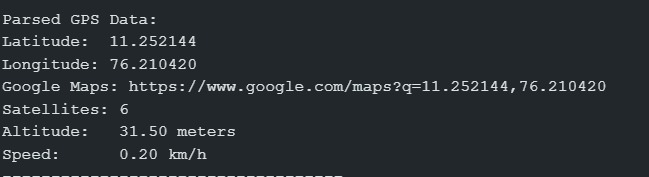 Parsed GPS Data:
Latitude:  11.252144
Longitude: 76.210420
Google Maps: https://www.google.com/maps?q=11.252144,76.210420
Satellites: 6
Altitude:   31.50 meters
Speed:      0.20 km/h
-----------------------------------